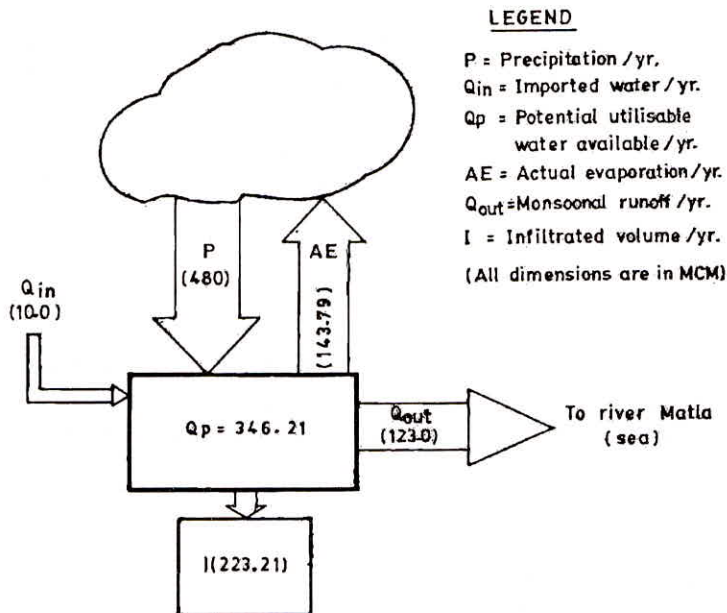 LEGEND
P = Precipitation /yr.
Qin = Imported water/yr.
Qp = Potential utilisable
water available/yr.
AE = Actual evaporation/yr.
Qout=Monsoonal runoff/yr.
I = Infiltrated volume/yr.
(All dimensions are in MCM)
P
(480)
AE
(143·79)
Qin
(10·0)
Qp = 346.21
Qout
(123·0)
To river Matla
(sea)
I(223.21)